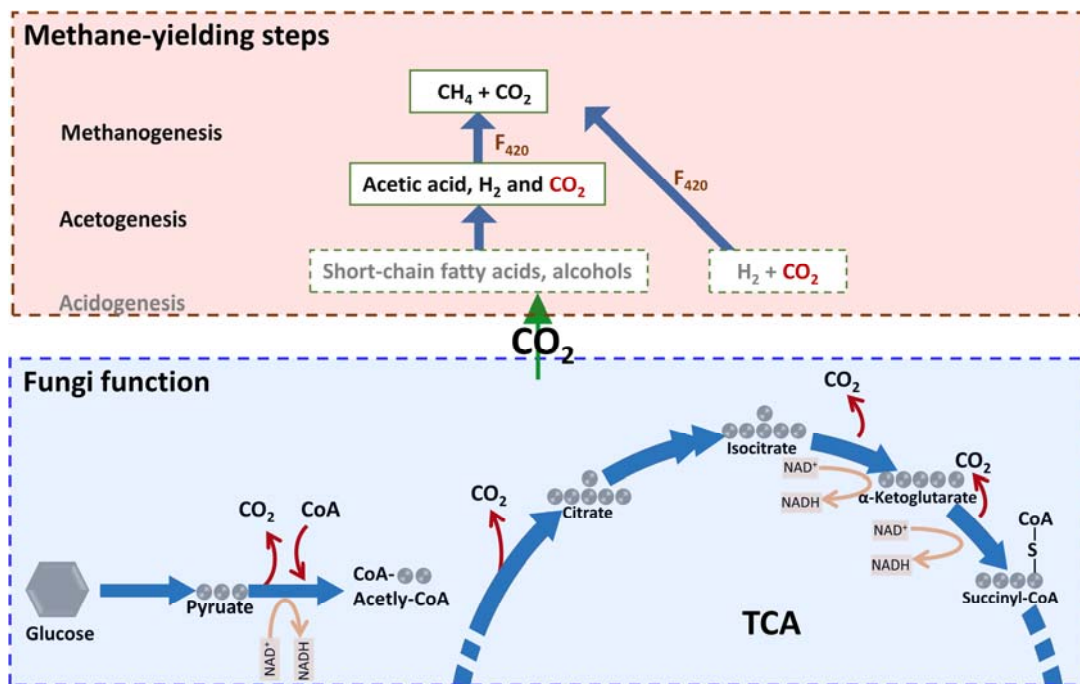 Methane-yielding steps
CH₄ + CO₂
Methanogenesis
F₄₂₀
F₄₂₀
Acetic acid, H₂ and CO₂
Acetogenesis
Short-chain fatty acids, alcohols
H₂ + CO₂
Acidogenesis
CO₂
Fungi function
CO₂
Isocitrate
NAD⁺
NADH
CO₂
α-Ketoglutarate
CO₂
Citrate
NAD⁺
NADH
CoA
S
Succinyl-CoA
CO₂
CoA
Glucose
Pyruate
CoA-
Acetly-CoA
NAD⁺
NADH
TCA